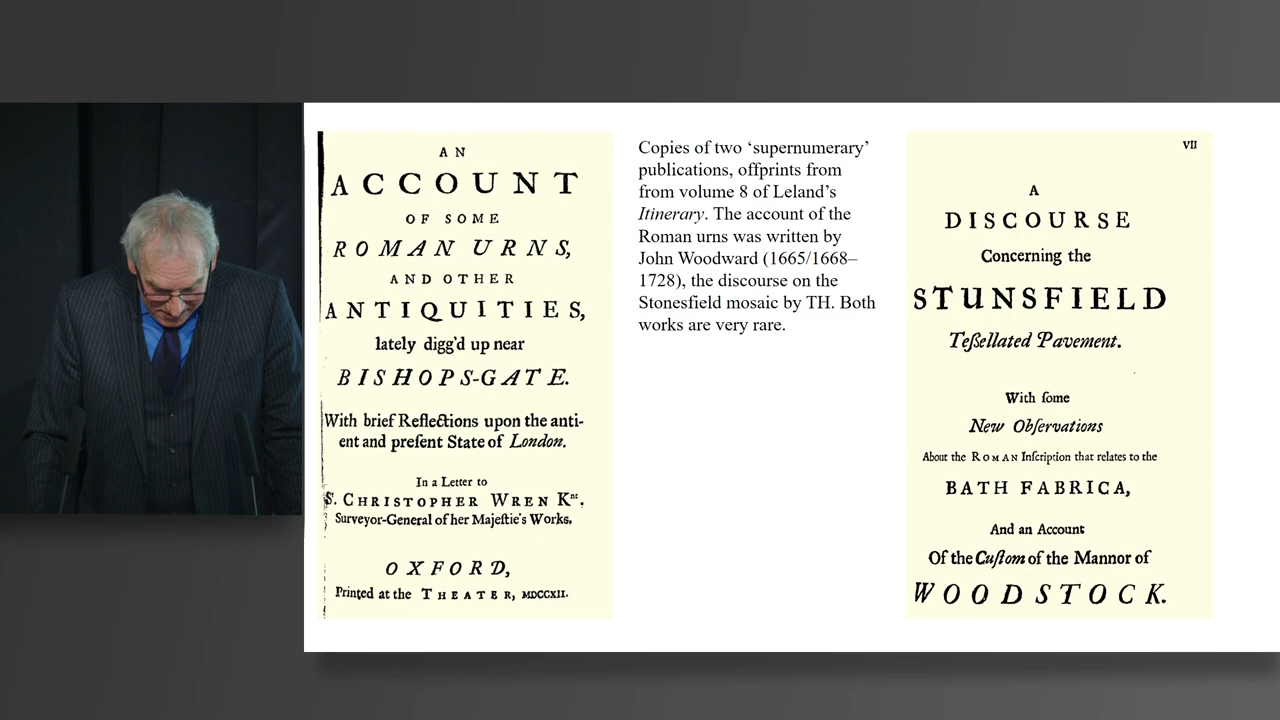 AN
ACCOUNT
OF SOME
ROMAN URNS,
AND OTHER
ANTIQUITIES,
lately digg'd up near
BISHOPS-GATE.
With brief Reflections upon the anti-
ent and preſent State of London.
In a Letter to
Sʳ. CHRISTOPHER WREN Kⁿᵗ.
Surveyor-General of her Majeſtie's Works.
OXFORD,
Printed at the THEATER, MDCCXII.
Copies of two ‘supernumerary’
publications, offprints from
from volume 8 of Leland’s
Itinerary. The account of the
Roman urns was written by
John Woodward (1665/1668–
1728), the discourse on the
Stonesfield mosaic by TH. Both
works are very rare.
VII
A
DISCOURSE
Concerning the
STUNSFIELD
Teſſellated Pavement.
With ſome
New Obſervations
About the ROMAN Inſcription that relates to the
BATH FABRICA,
And an Account
Of the Cuſtom of the Mannor of
WOODSTOCK.